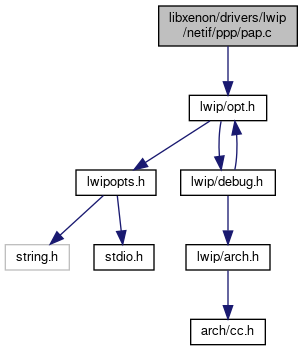 libxenon/drivers/lwip
/netif/ppp/pap.c
lwip/opt.h
lwipopts.h
lwip/debug.h
string.h
stdio.h
lwip/arch.h
arch/cc.h